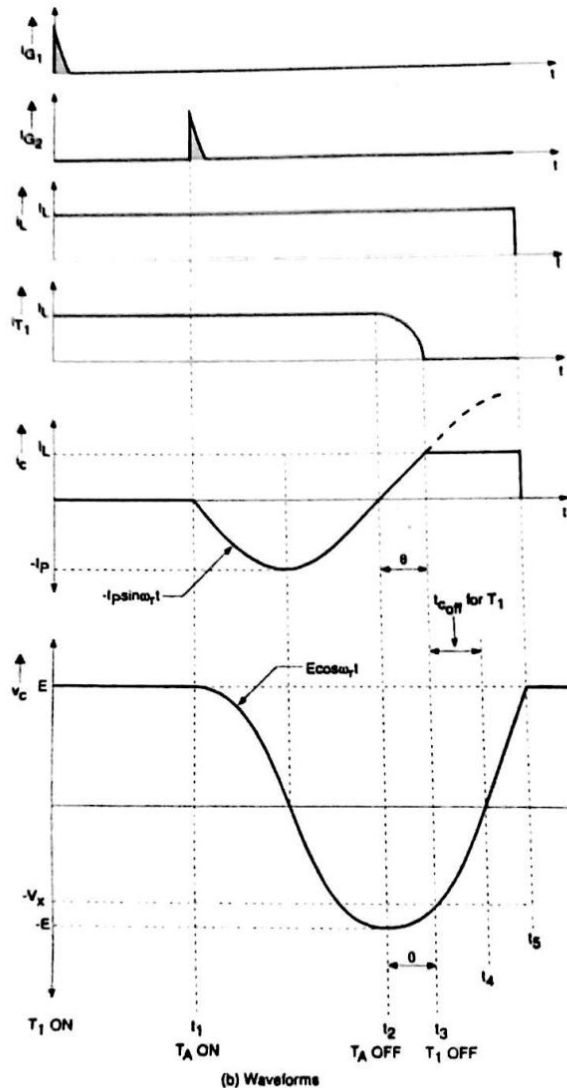 iG1
t
iG2
t
IL
iL
T
IL
iT1
t
IL
ic
t
-IP
-IPsinωrt
θ
tcoff for T1
E
vc
Ecosωrt
-Vx
-E
θ
t5
t4
T1 ON
t1
t2
t3
TA ON
TA OFF
T1 OFF
(b) Waveforms